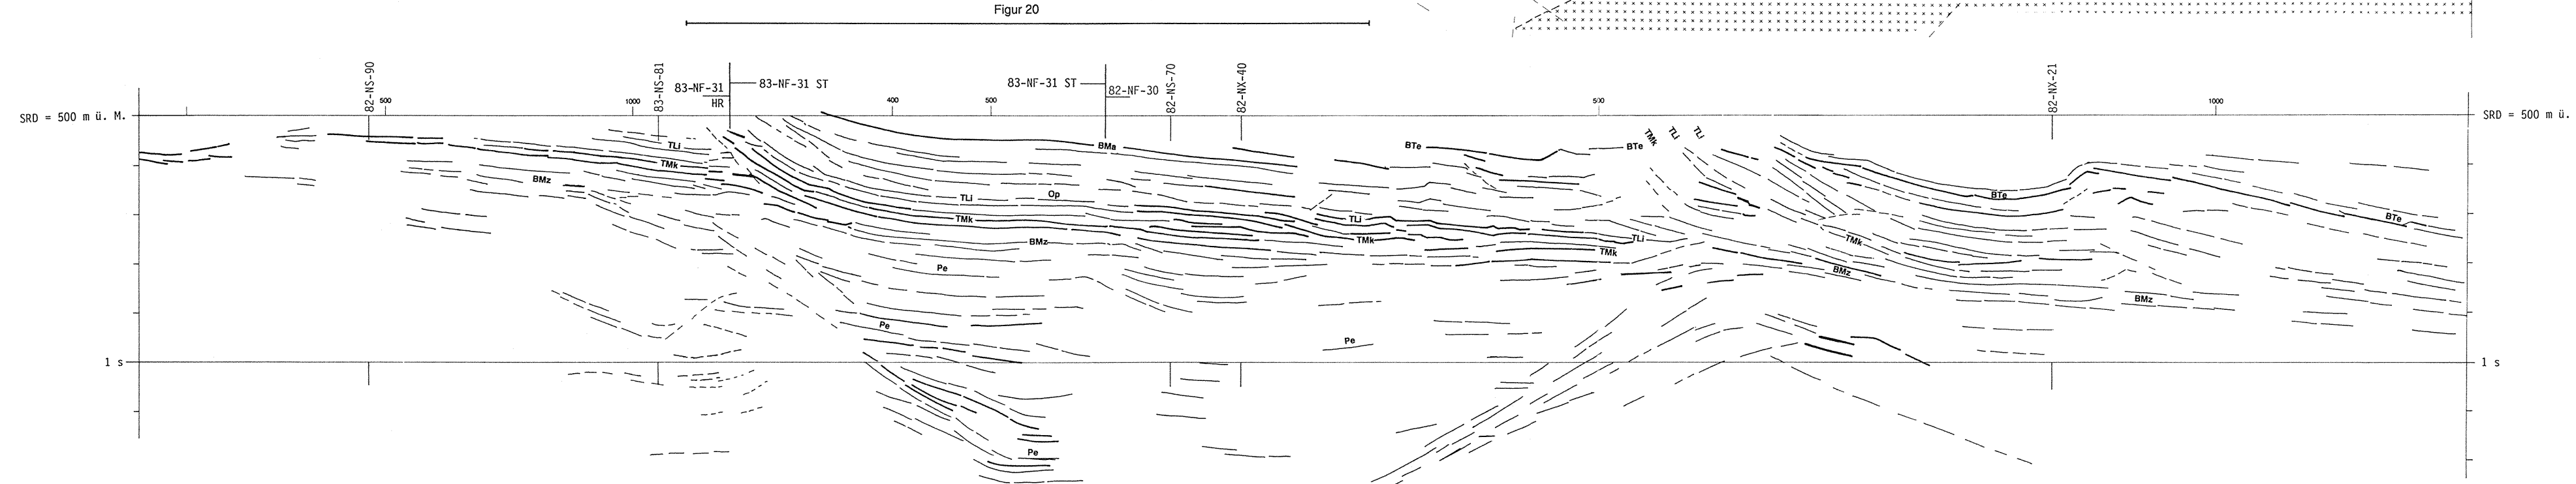 Figur 20
82-NS-90
83-NS-81
83-NF-31
HR
83-NF-31 ST
83-NF-31 ST
82-NF-30
82-NS-70
82-NX-40
82-NX-21
500
1000
400
500
500
1000
SRD = 500 m ü. M.
SRD = 500 m ü.
TLi
TMk
BMz
BMa
TLi
Op
TMk
BMz
Pe
Pe
Pe
BTe
BTe
TMk
TLi
TLi
TLi
TMk
TLi
TMk
Pe
BTe
TMk
BMz
BTe
BMz
1 s
1 s